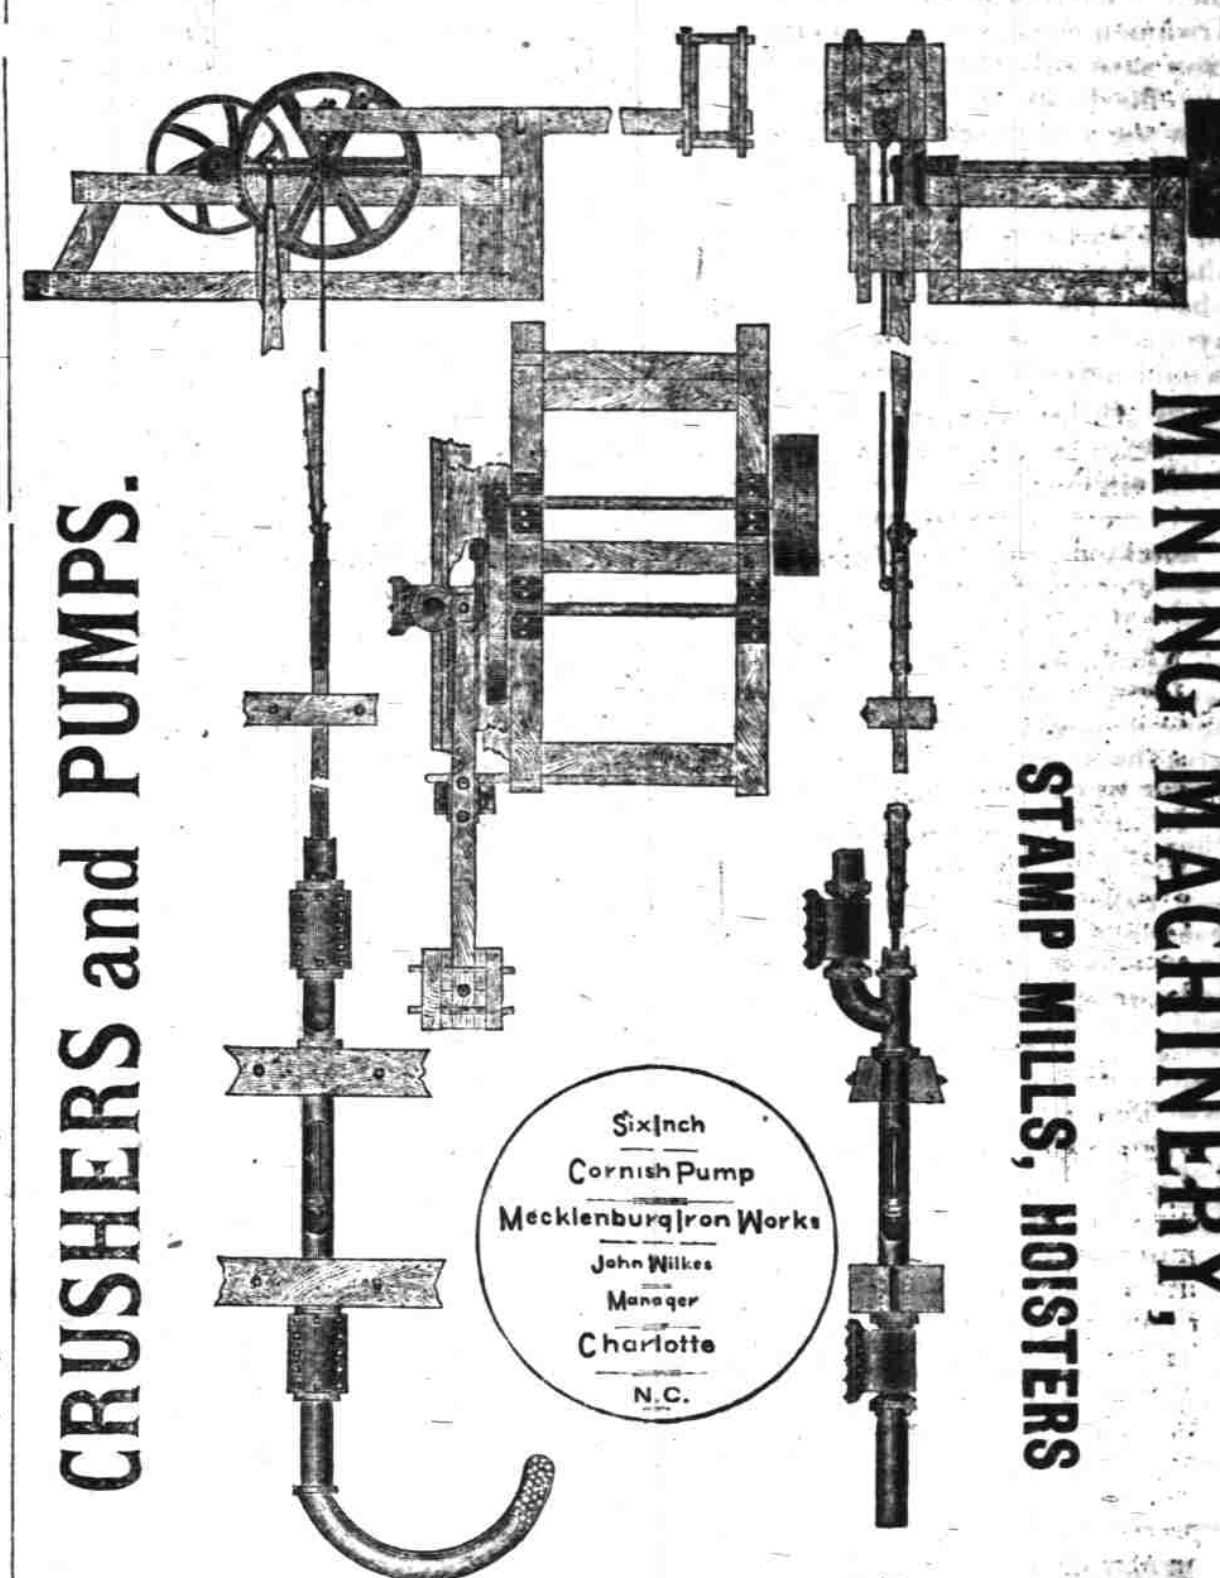 MINING MACHINERY,
STAMP MILLS, HOISTERS
CRUSHERS and PUMPS.
Six Inch
Cornish Pump
Mecklenburg Iron Works
John Wilkes
Manager
Charlotte
N.C.